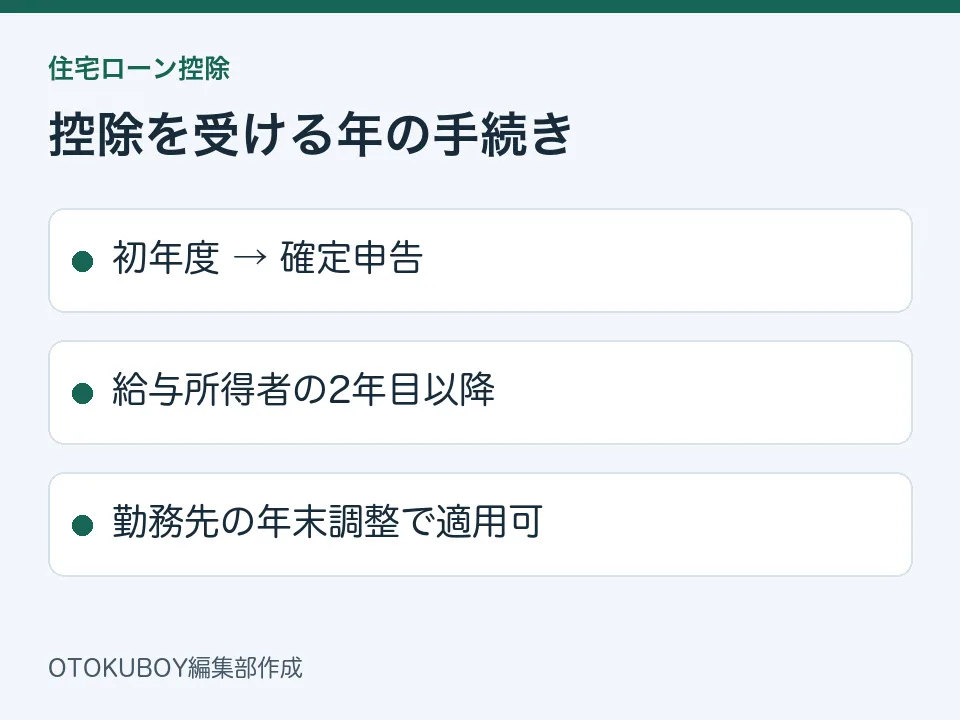 住宅ローン控除
控除を受ける年の手続き
初年度 → 確定申告
給与所得者の2年目以降
勤務先の年末調整で適用可
OTOKUBOY編集部作成